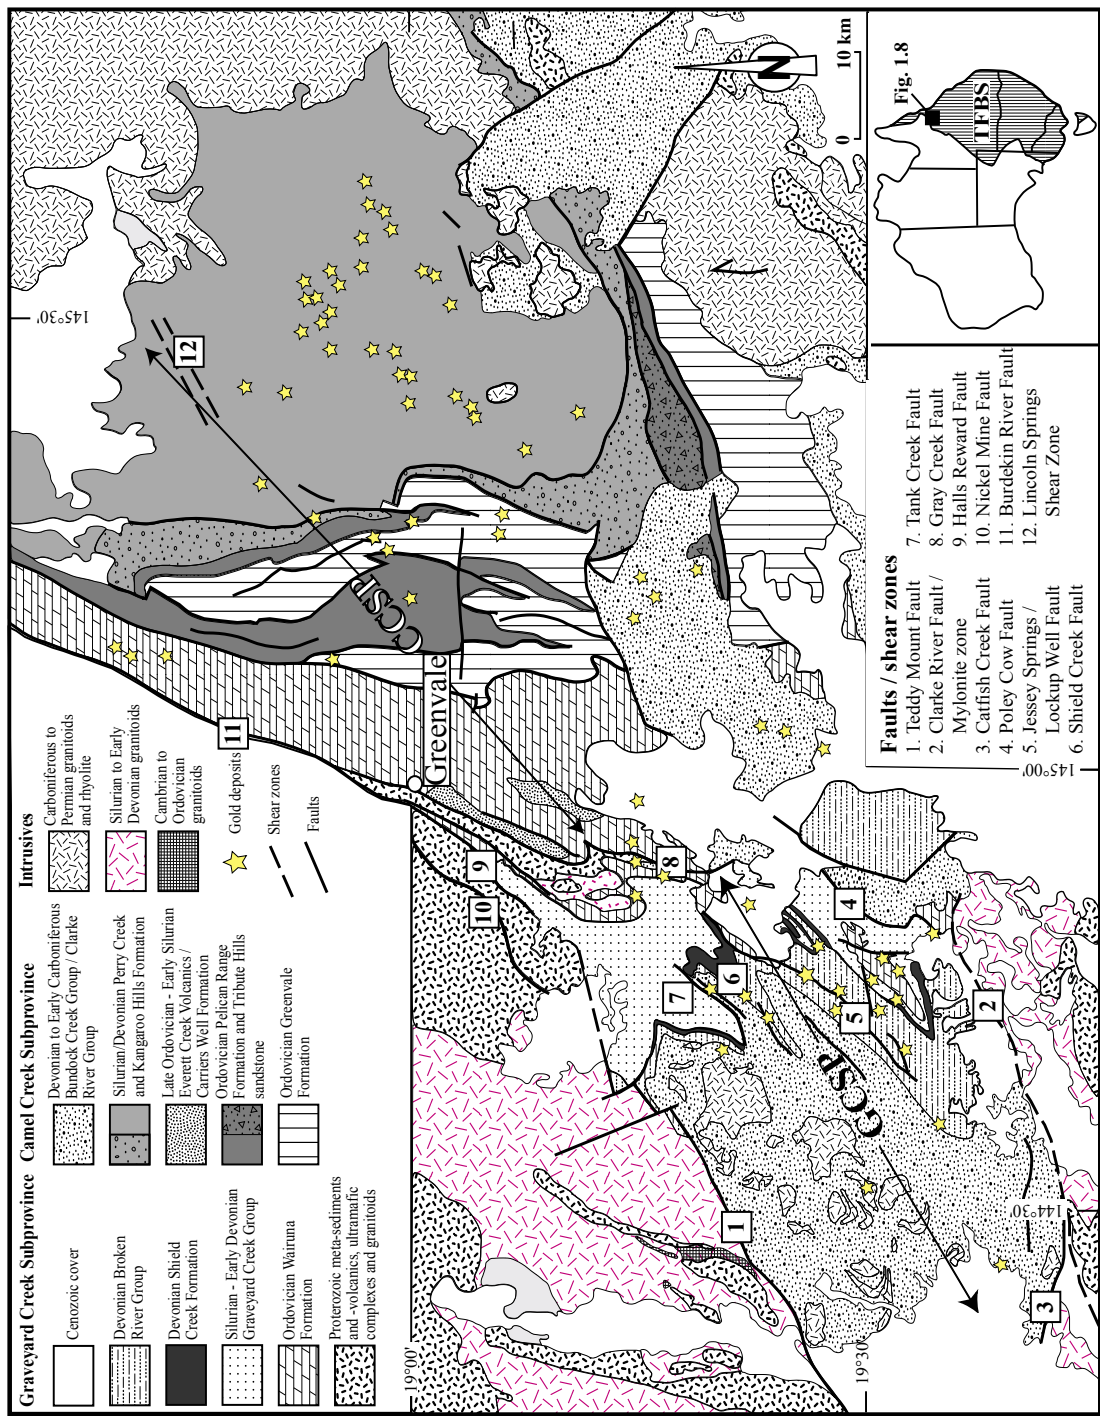 Graveyard Creek Subprovince
Cenozoic cover
Devonian Broken
River Group
Devonian Shield
Creek Formation
Silurian - Early Devonian
Graveyard Creek Group
Ordovician Wairuna
Formation
Proterozoic meta-sediments
and -volcanics, ultramafic
complexes and granitoids
Camel Creek Subprovince
Devonian to Early Carboniferous
Bundock Creek Group / Clarke
River Group
Silurian/Devonian Perry Creek
and Kangaroo Hills Formation
Late Ordovician - Early Silurian
Everett Creek Volcanics /
Carriers Well Formation
Ordovician Pelican Range
Formation and Tribute Hills
sandstone
Ordovician Greenvale
Formation
Intrusives
Carboniferous to
Permian granitoids
and rhyolite
Silurian to Early
Devonian granitoids
Cambrian to
Ordovician
granitoids
Gold deposits
Shear zones
Faults
145°30'
145°00'
144°30'
19°00'
19°30'
12
11
10
9
8
7
6
5
4
3
2
1
CCSP
GCSP
Greenvale
N
0
10 km
Fig. 1.8
TFBS
Faults / shear zones
1. Teddy Mount Fault
2. Clarke River Fault /
Mylonite zone
3. Catfish Creek Fault
4. Poley Cow Fault
5. Jessey Springs /
Lockup Well Fault
6. Shield Creek Fault
7. Tank Creek Fault
8. Gray Creek Fault
9. Halls Reward Fault
10. Nickel Mine Fault
11. Burdekin River Fault
12. Lincoln Springs
Shear Zone